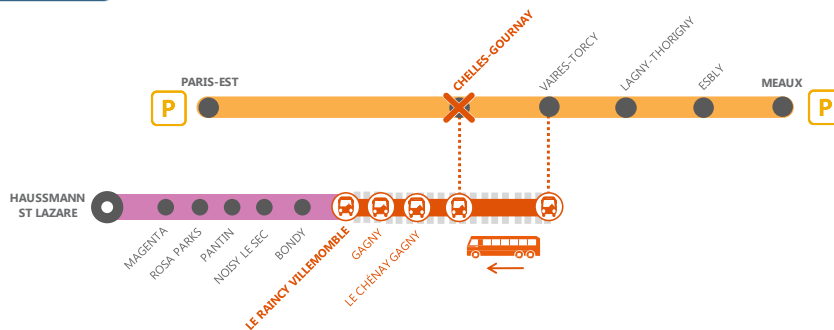 CHELLES-GOURNAY
VAIRES-TORCY
LAGNY-THORIGNY
ESBLY
PARIS-EST
MEAUX
P
P
HAUSSMANN
ST LAZARE
MAGENTA
ROSA PARKS
PANTIN
NOISY LE SEC
BONDY
LE RAINCY VILLEMOMBLE
GAGNY
LE CHÉNAY GAGNY